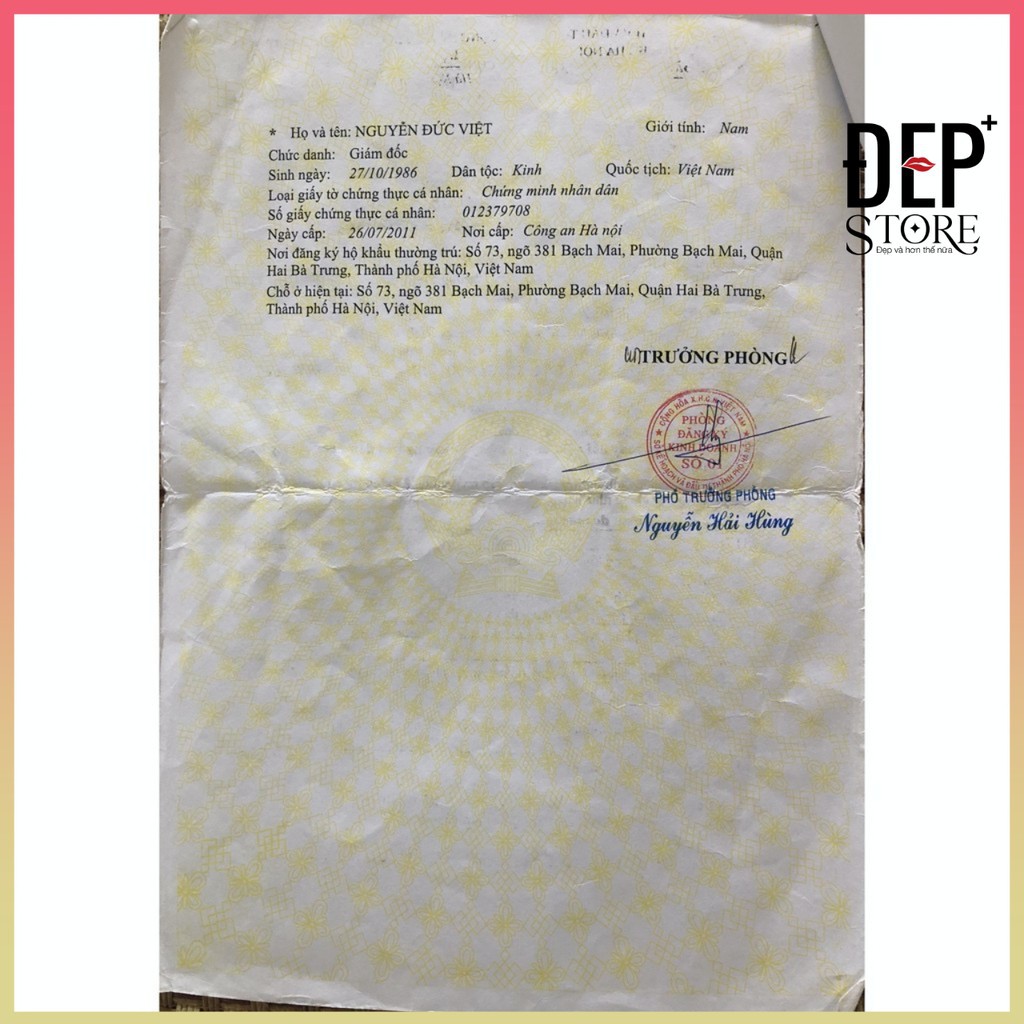 * Họ và tên: NGUYỄN ĐỨC VIỆT Giới tính: Nam
Chức danh: Giám đốc
Sinh ngày: 27/10/1986 Dân tộc: Kinh Quốc tịch: Việt Nam
Loại giấy tờ chứng thực cá nhân: Chứng minh nhân dân
Số giấy chứng thực cá nhân: 012379708
Ngày cấp: 26/07/2011 Nơi cấp: Công an Hà nội
Nơi đăng ký hộ khẩu thường trú: Số 73, ngõ 381 Bạch Mai, Phường Bạch Mai, Quận
Hai Bà Trưng, Thành phố Hà Nội, Việt Nam
Chỗ ở hiện tại: Số 73, ngõ 381 Bạch Mai, Phường Bạch Mai, Quận Hai Bà Trưng,
Thành phố Hà Nội, Việt Nam
TRƯỞNG PHÒNG
CỘNG HÒA X.H.C.N VIỆT NAM
PHÒNG
ĐĂNG KÝ
KINH DOANH
SỐ 01
PHÓ TRƯỞNG PHÒNG
Nguyễn Hải Hùng
ĐẸP+
STORE
Đẹp và hơn thế nữa